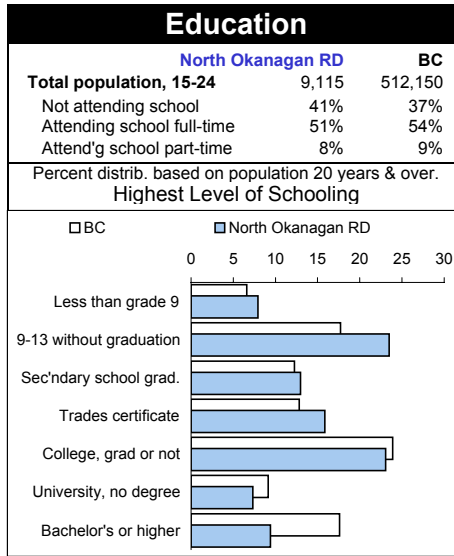 Education
North Okanagan RD BC
Total population, 15-24 9,115 512,150
Not attending school 41% 37%
Attending school full-time 51% 54%
Attend'g school part-time 8% 9%
Percent distrib. based on population 20 years & over.
Highest Level of Schooling
BC North Okanagan RD
0 5 10 15 20 25 30
Less than grade 9
9-13 without graduation
Sec'ndary school grad.
Trades certificate
College, grad or not
University, no degree
Bachelor's or higher